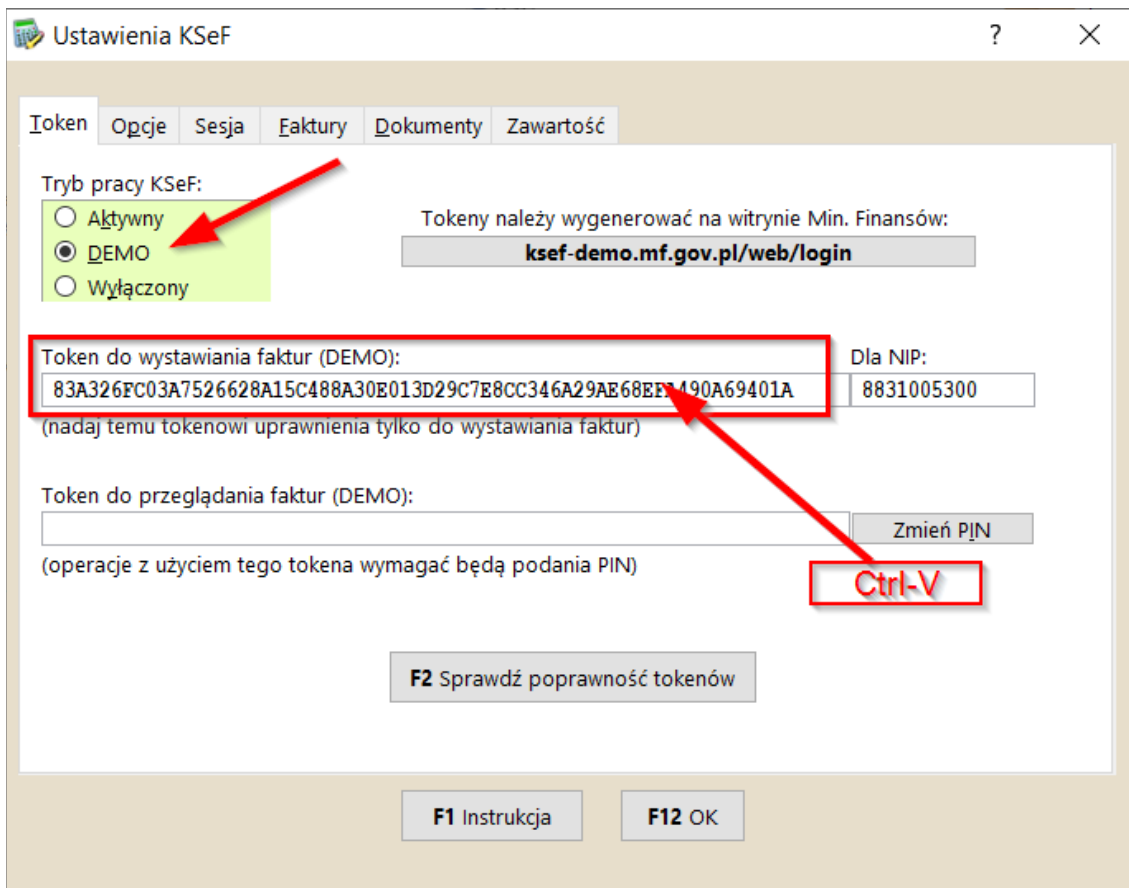 Ustawienia KSeF
Token Opcje Sesja Faktury Dokumenty Zawartość
Tryb pracy KSeF:
Aktywny
DEMO
Wyłączony
Tokeny należy wygenerować na witrynie Min. Finansów:
ksef-demo.mf.gov.pl/web/login
Token do wystawiania faktur (DEMO):
Dla NIP:
8831005300
(nadaj temu tokenowi uprawnienia tylko do wystawiania faktur)
Token do przeglądania faktur (DEMO):
Zmień PIN
(operacje z użyciem tego tokena wymagać będą podania PIN)
Ctrl-V
F2 Sprawdź poprawność tokenów
F1 Instrukcja
F12 OK